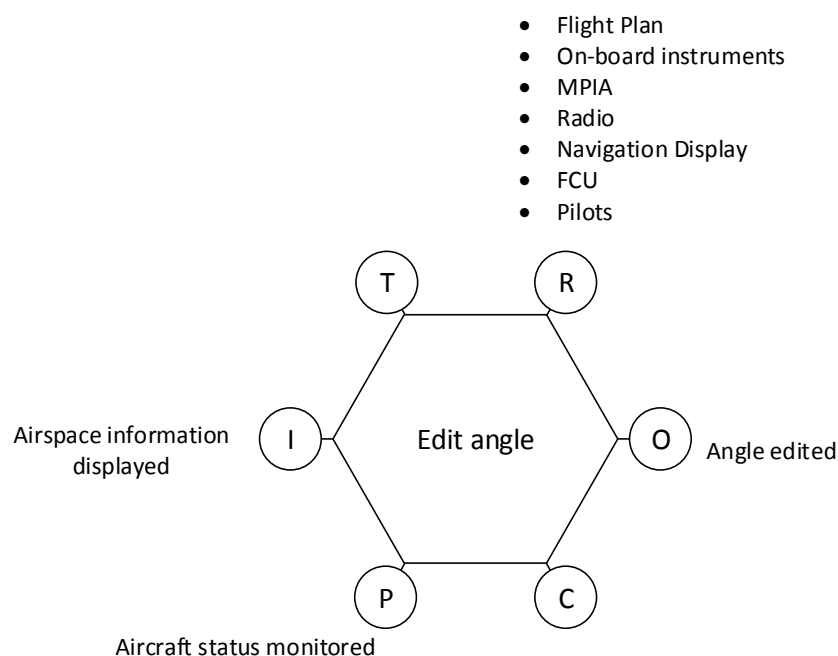 • Flight Plan
• On-board instruments
• MPIA
• Radio
• Navigation Display
• FCU
• Pilots
T
R
Airspace information
displayed
I
Edit angle
O
Angle edited
P
C
Aircraft status monitored